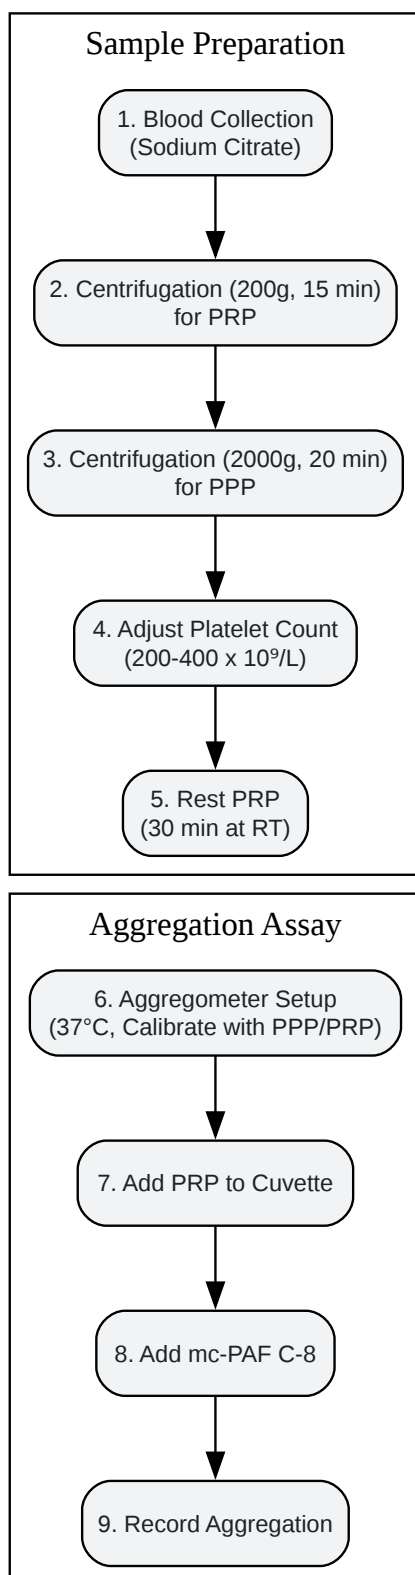 Sample Preparation
1. Blood Collection
(Sodium Citrate)
2. Centrifugation (200g, 15 min)
for PRP
3. Centrifugation (2000g, 20 min)
for PPP
4. Adjust Platelet Count
(200-400 x 10⁹/L)
5. Rest PRP
(30 min at RT)
Aggregation Assay
6. Aggregometer Setup
(37°C, Calibrate with PPP/PRP)
7. Add PRP to Cuvette
8. Add mc-PAF C-8
9. Record Aggregation